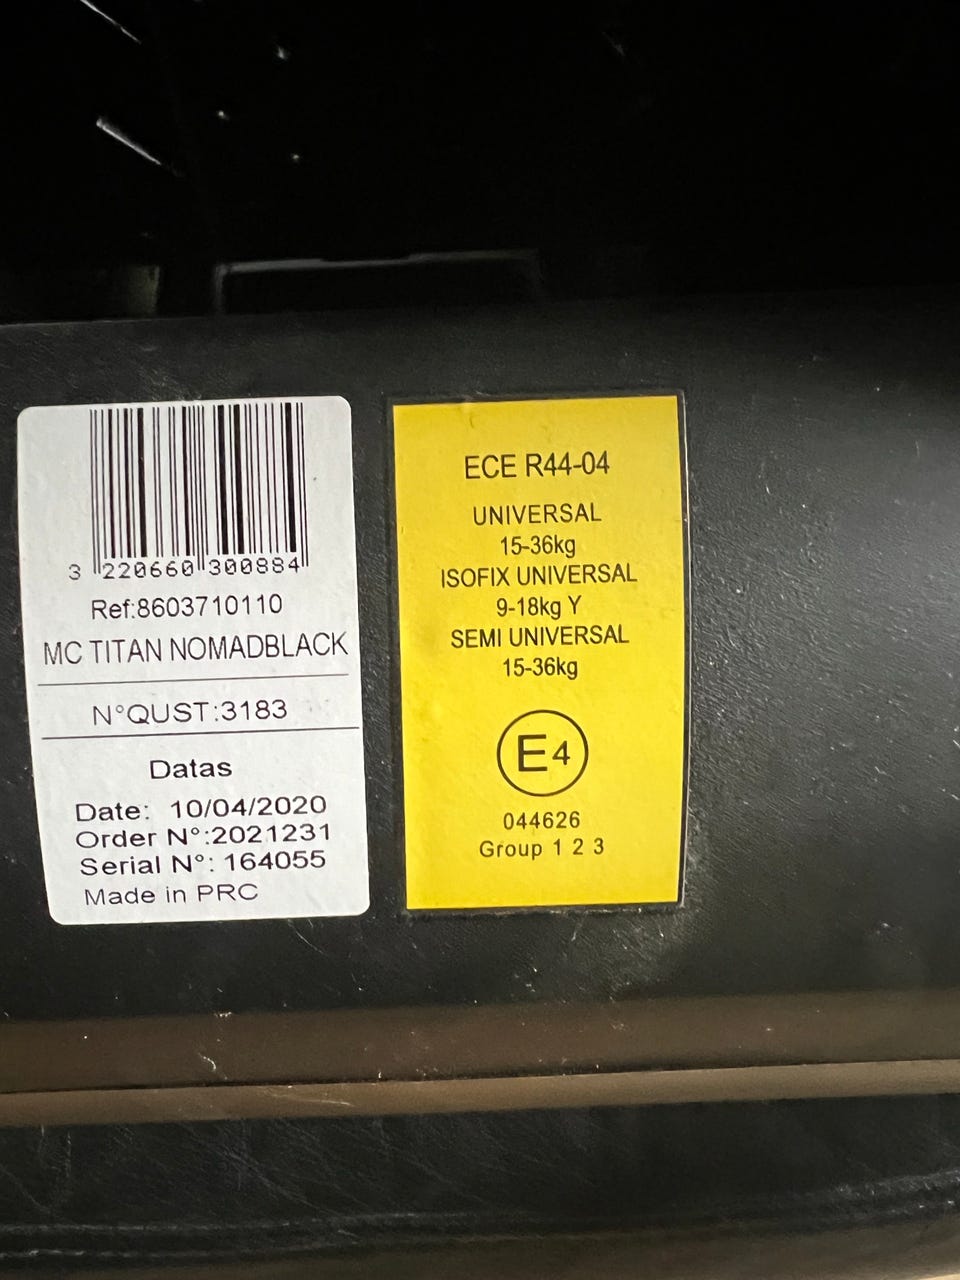 3 220660 300884
Ref:8603710110
MC TITAN NOMADBLACK
N°QUST:3183
Datas
Date: 10/04/2020
Order N°:2021231
Serial N°: 164055
Made in PRC
ECE R44-04
UNIVERSAL
15-36kg
ISOFIX UNIVERSAL
9-18kg Y
SEMI UNIVERSAL
15-36kg
E4
044626
Group 1 2 3